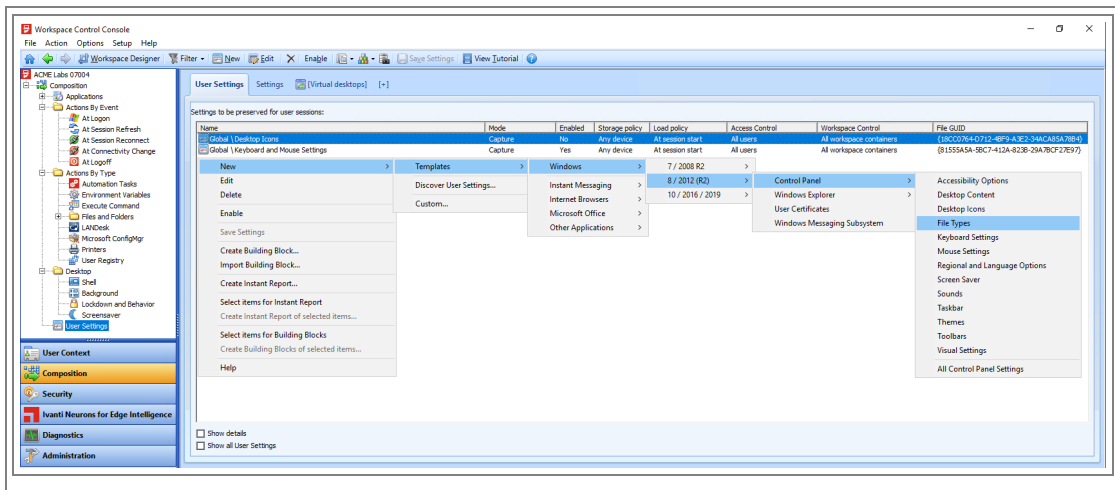 Workspace Control Console
File Action Options Setup Help
Workspace Designer Filter New Edit Enable Save Settings View Tutorial
ACME Labs 07004
Composition
Applications
Actions By Event
At Logon
At Session Refresh
At Session Reconnect
At Connectivity Change
At Logoff
Actions By Type
Automation Tasks
Environment Variables
Execute Command
Files and Folders
LANDesk
Microsoft ConfigMgr
Printers
User Registry
Desktop
Shell
Background
Lockdown and Behavior
Screensaver
User Settings
User Context
Composition
Security
Ivanti Neurons for Edge Intelligence
Diagnostics
Administration
User Settings Settings [Virtual desktops] [+]
Settings to be preserved for user sessions:
Name Mode Enabled Storage policy Load policy Access Control Workspace Control File GUID
Global \ Desktop Icons Capture No Any device At session start All users All workspace containers {18CC0764-D712-4BF9-A3E2-34ACA85A78B4}
Global \ Keyboard and Mouse Settings Capture Yes Any device At session start All users All workspace containers {81555A5A-5BC7-412A-823B-29A7BCF27E97}
New
Edit
Delete
Enable
Save Settings
Create Building Block...
Import Building Block...
Create Instant Report...
Select items for Instant Report
Create Instant Report of selected items...
Select items for Building Blocks
Create Building Blocks of selected items...
Help
Templates
Discover User Settings...
Custom...
Windows
Instant Messaging
Internet Browsers
Microsoft Office
Other Applications
7 / 2008 R2
8 / 2012 (R2)
10 / 2016 / 2019
Control Panel
Windows Explorer
User Certificates
Windows Messaging Subsystem
Accessibility Options
Desktop Content
Desktop Icons
File Types
Keyboard Settings
Mouse Settings
Regional and Language Options
Screen Saver
Sounds
Taskbar
Themes
Toolbars
Visual Settings
All Control Panel Settings
Show details
Show all User Settings